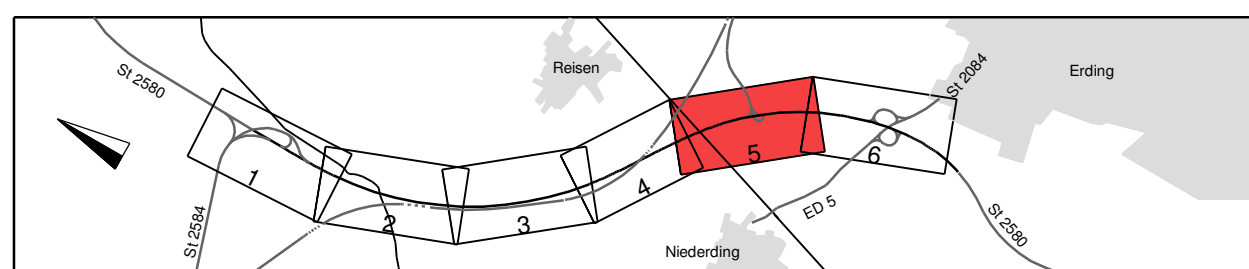 St 2580
Reisen
St 2084
Erding
1
2
3
4
5
6
St 2584
ED 5
Niederding
St 2580